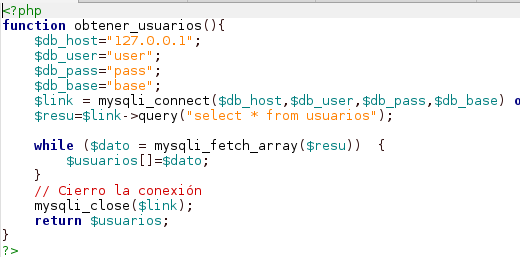 <?php
function obtener_usuarios(){
    $db_host="127.0.0.1";
    $db_user="user";
    $db_pass="pass";
    $db_base="base";
    $link = mysqli_connect($db_host,$db_user,$db_pass,$db_base)
    $resu=$link->query("select * from usuarios");

    while ($dato = mysqli_fetch_array($resu))  {
        $usuarios[]=$dato;
    }
    // Cierro la conexión
    mysqli_close($link);
    return $usuarios;
}
?>